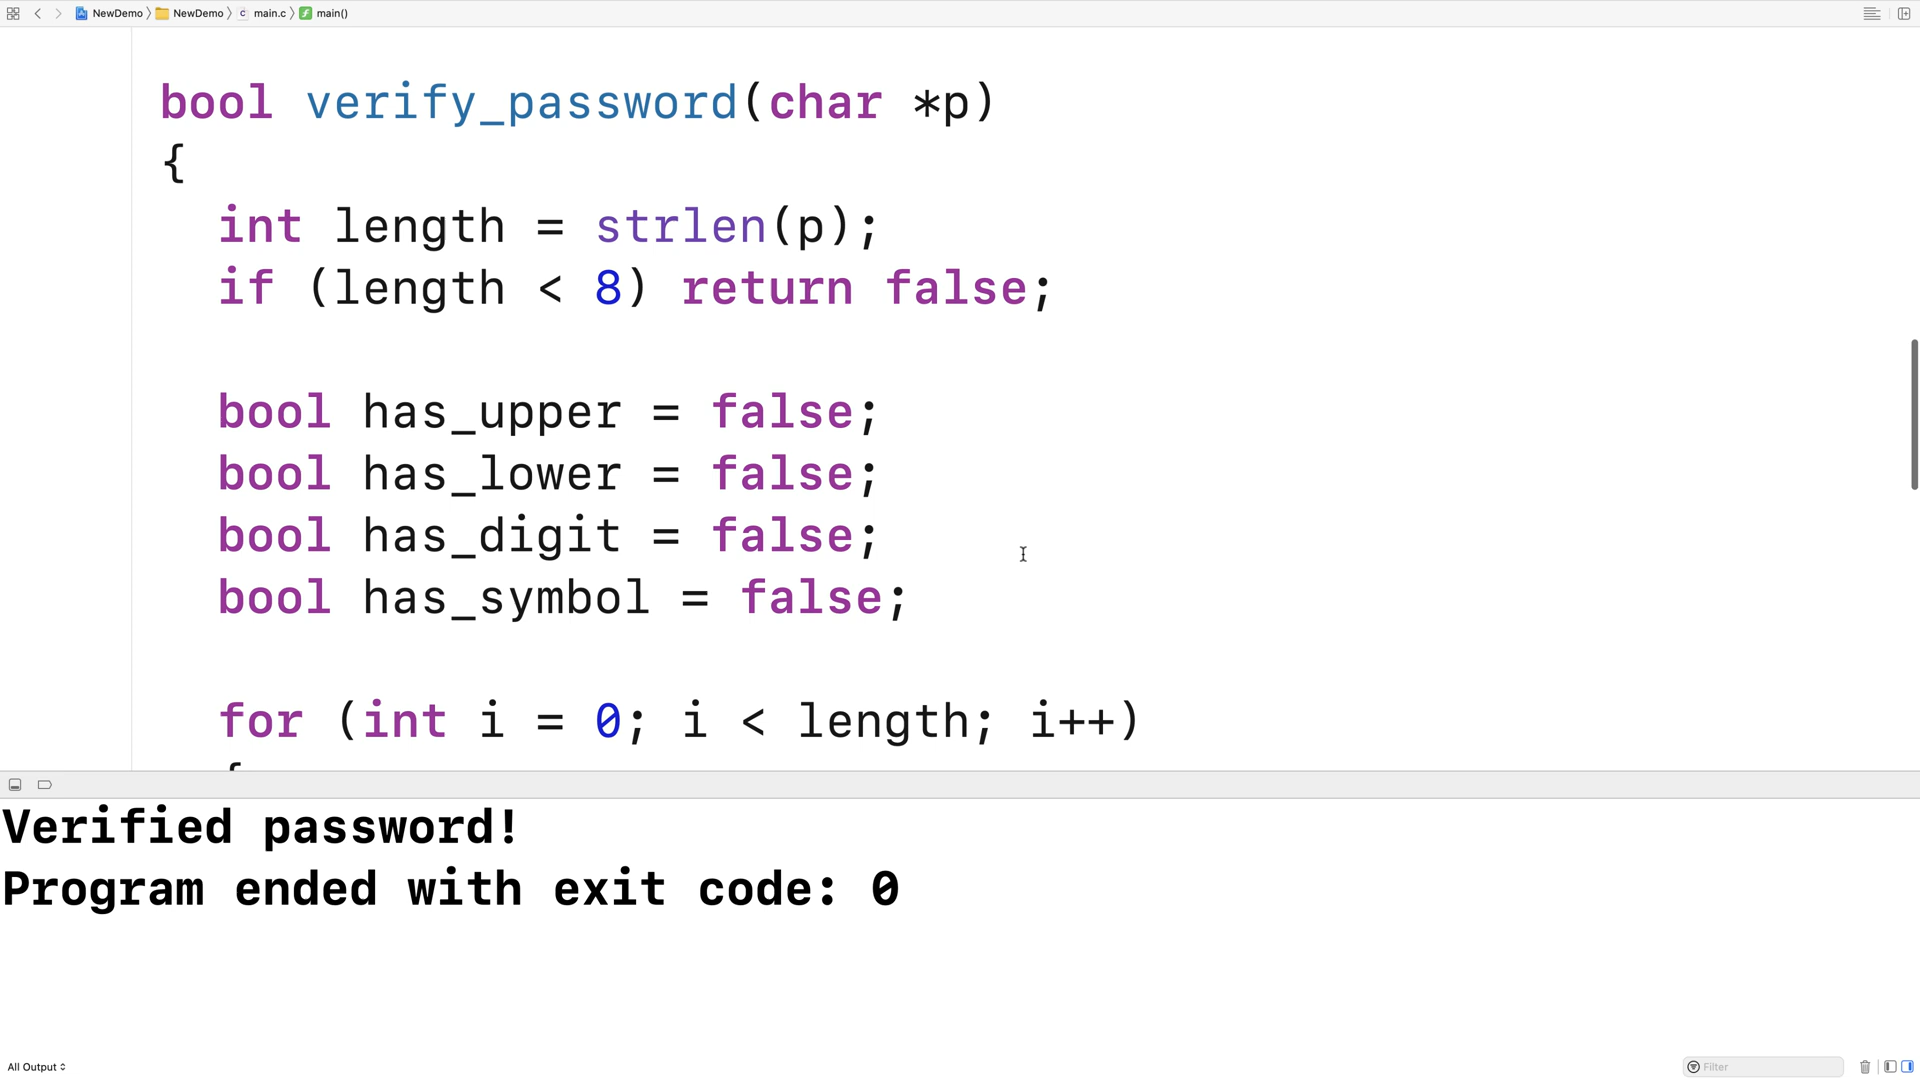 NewDemo 〉 NewDemo 〉 C main.c 〉 f main()
bool verify_password(char *p)
{
  int length = strlen(p);
  if (length < 8) return false;

  bool has_upper = false;
  bool has_lower = false;
  bool has_digit = false;
  bool has_symbol = false;

  for (int i = 0; i < length; i++)
  {
Verified password!
Program ended with exit code: 0
All Output
Filter